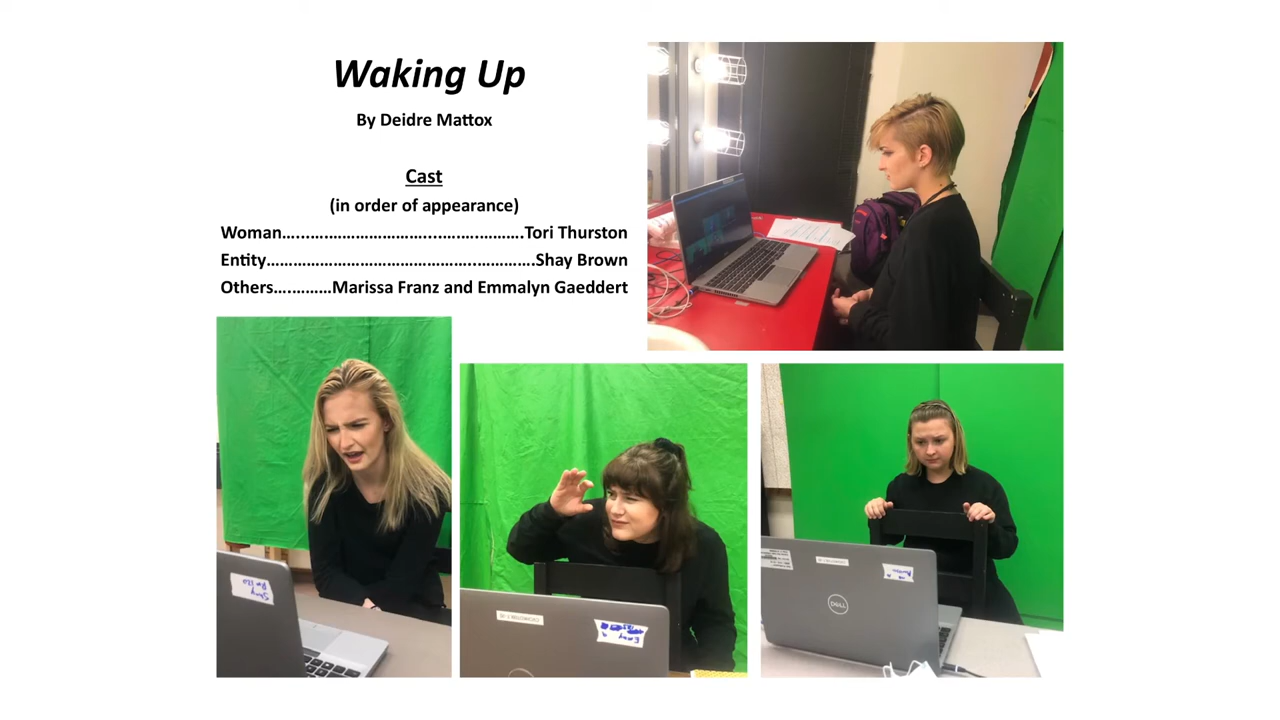 Waking Up
By Deidre Mattox
Cast
(in order of appearance)
Woman…...…………………………...………………Tori Thurston
Entity…………………………………………..…………Shay Brown
Others…..………Marissa Franz and Emmalyn Gaeddert
Shay
DELL